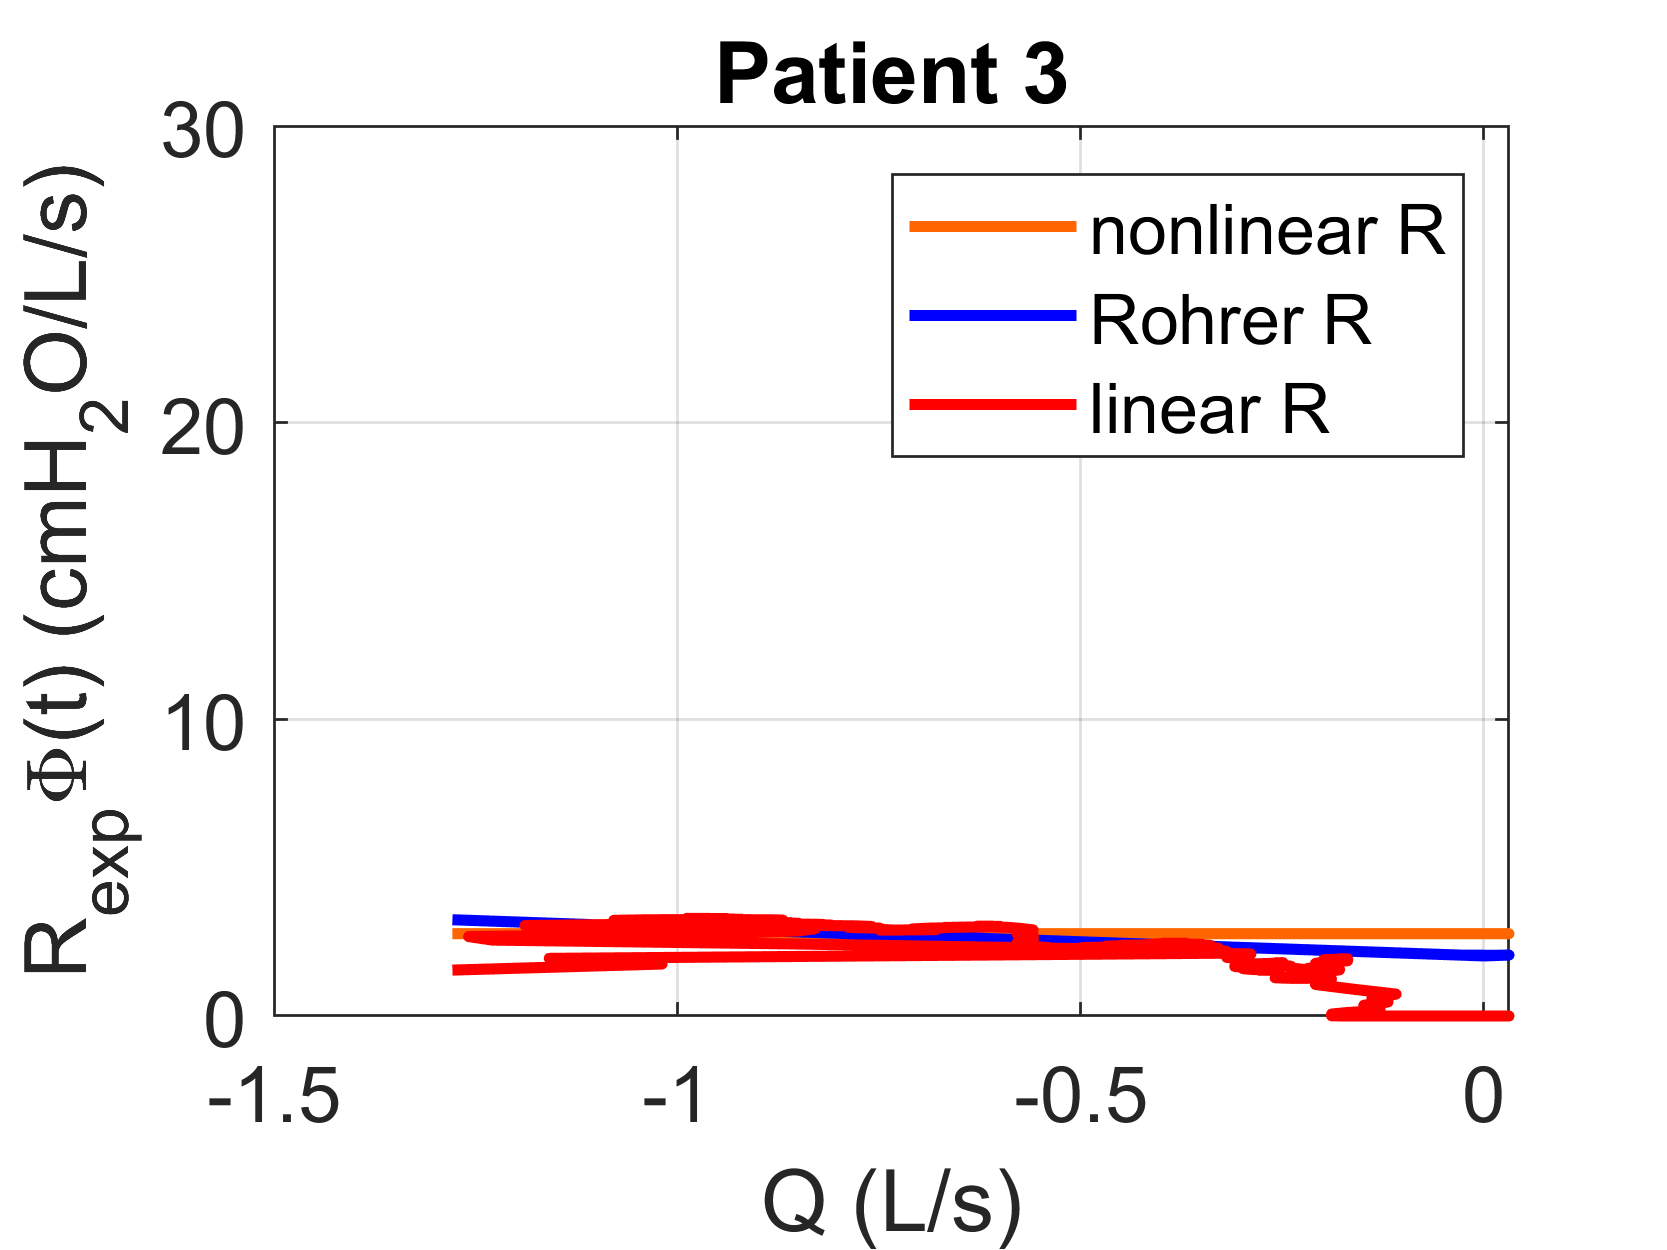 Patient 3
30
20
10
0
-1.5
-1
-0.5
0
R_exp Φ(t) (cmH_2O/L/s)
Q (L/s)
nonlinear R
Rohrer R
linear R